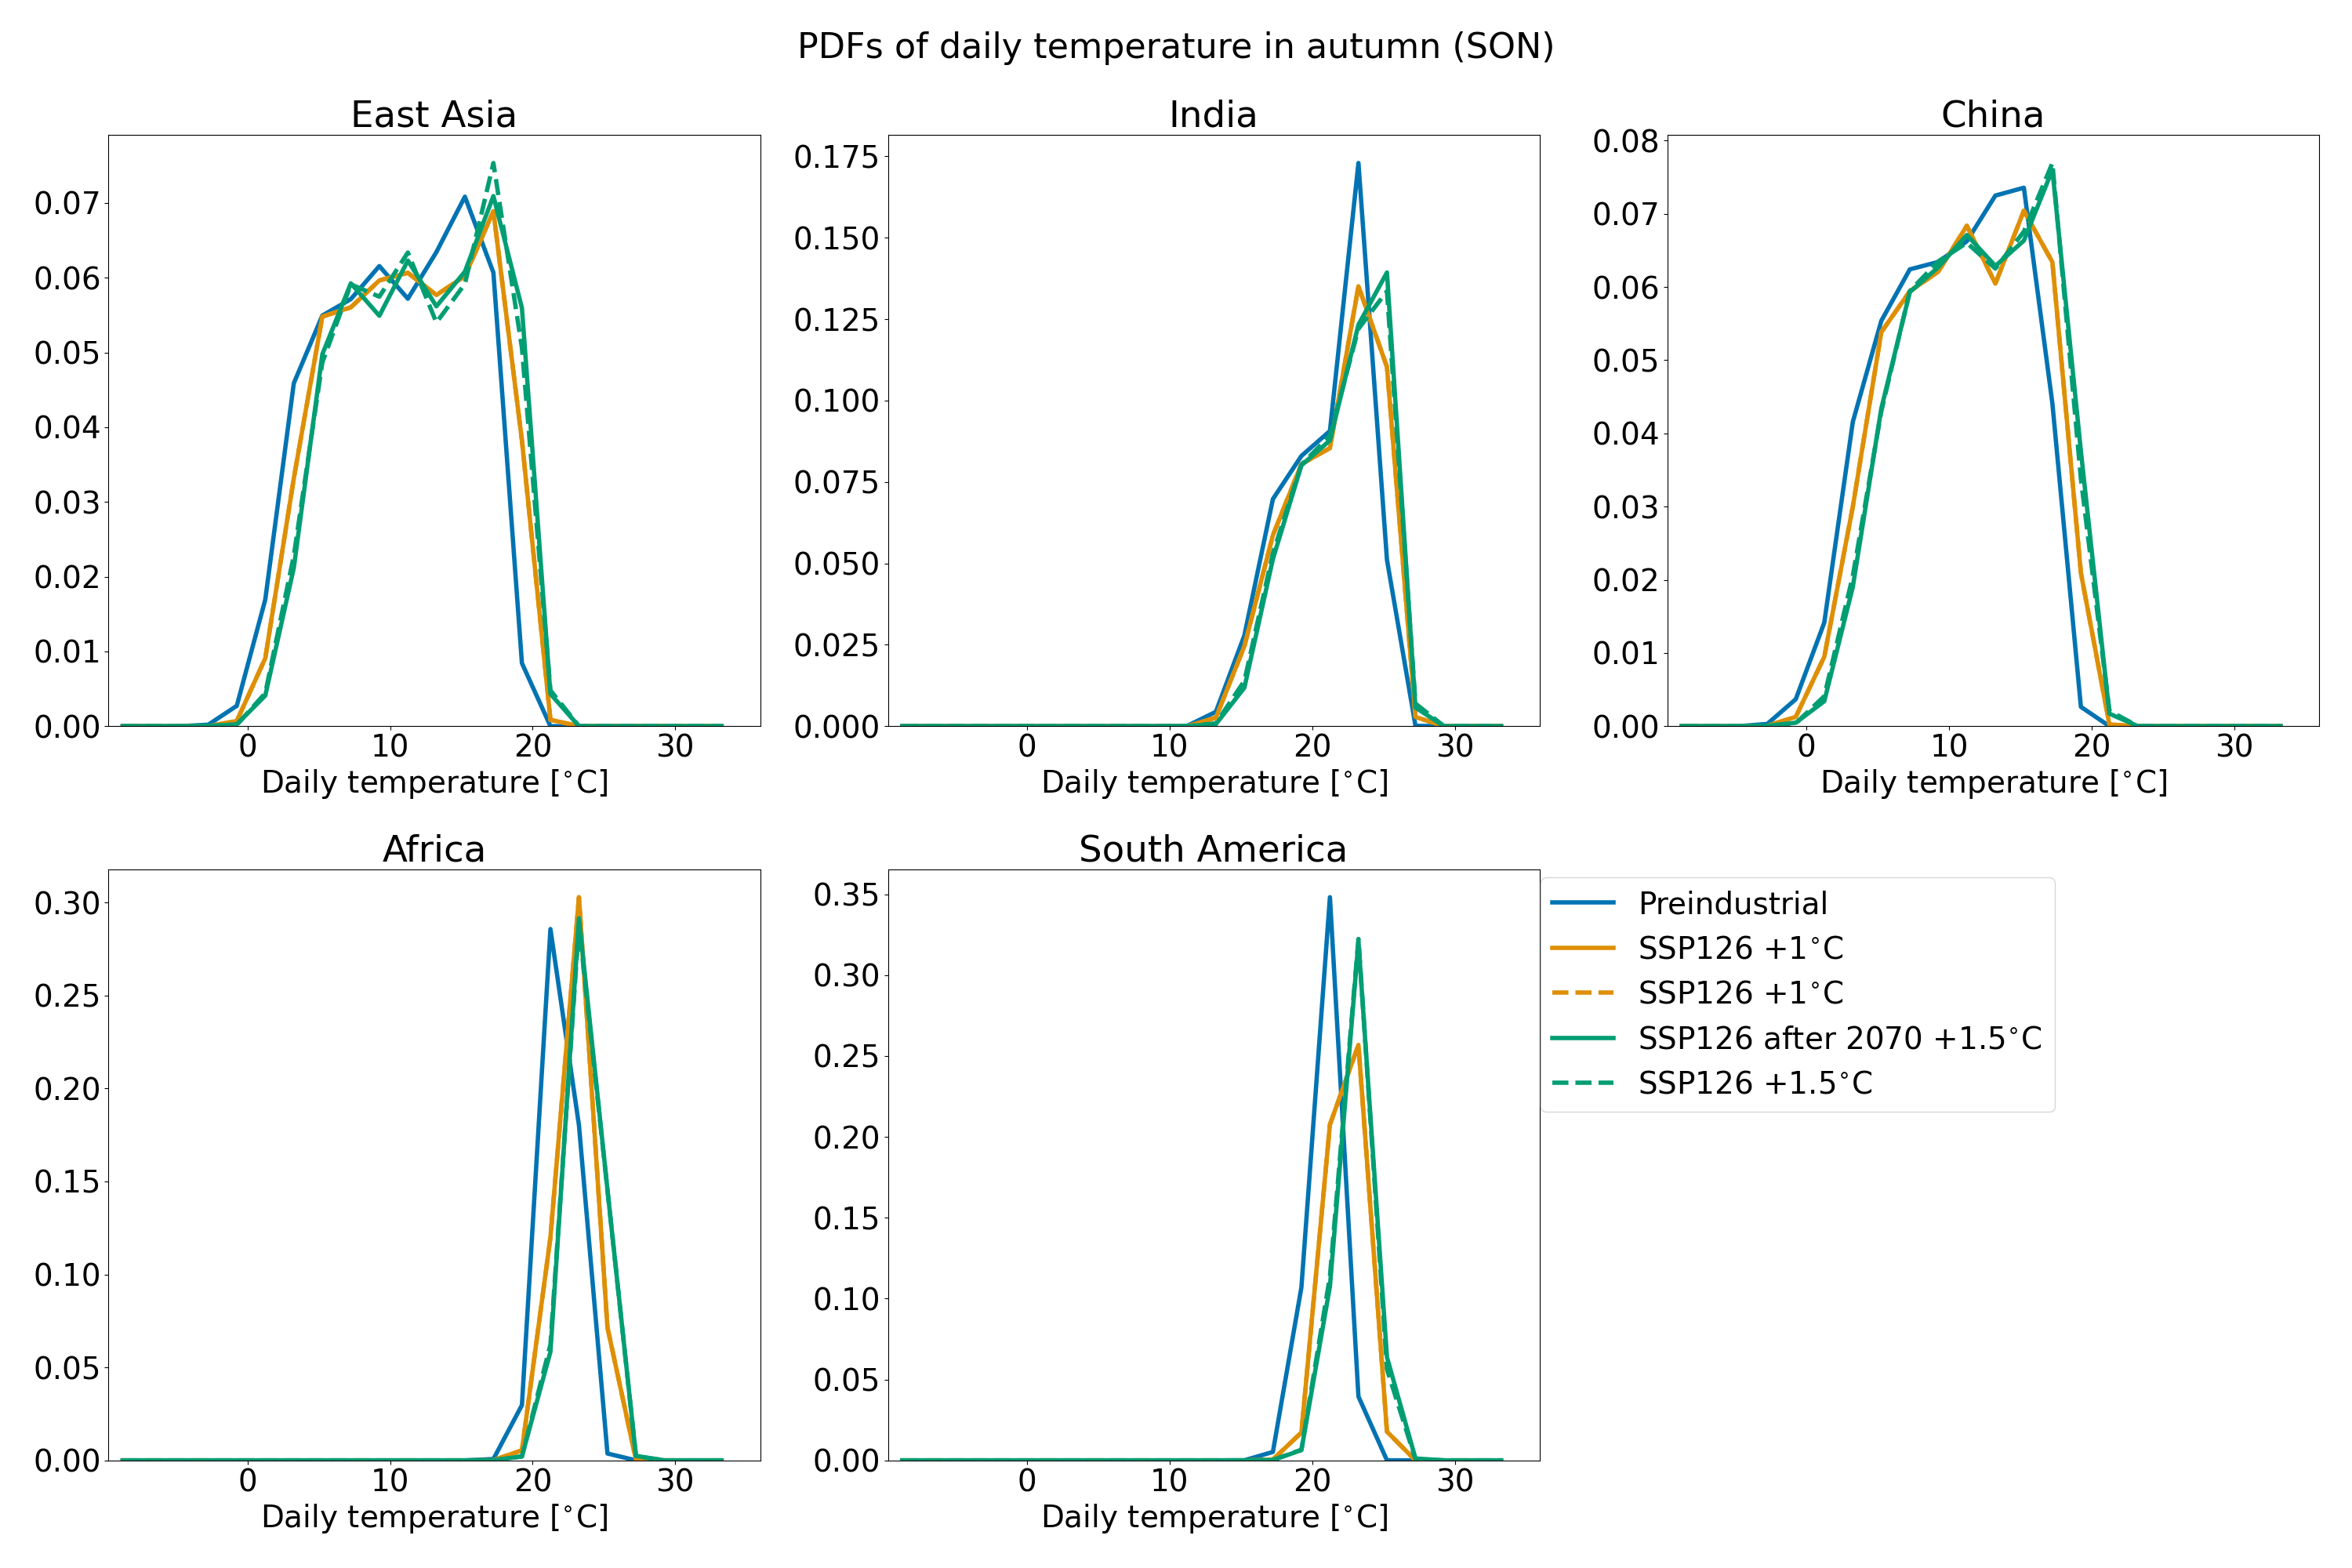 PDFs of daily temperature in autumn (SON)
East Asia
0.07
0.06
0.05
0.04
0.03
0.02
0.01
0.00
0 10 20 30
Daily temperature [°C]
India
0.175
0.150
0.125
0.100
0.075
0.050
0.025
0.000
0 10 20 30
Daily temperature [°C]
China
0.08
0.07
0.06
0.05
0.04
0.03
0.02
0.01
0.00
0 10 20 30
Daily temperature [°C]
Africa
0.30
0.25
0.20
0.15
0.10
0.05
0.00
0 10 20 30
Daily temperature [°C]
South America
0.35
0.30
0.25
0.20
0.15
0.10
0.05
0.00
0 10 20 30
Daily temperature [°C]
Preindustrial
SSP126 +1°C
SSP126 +1°C
SSP126 after 2070 +1.5°C
SSP126 +1.5°C